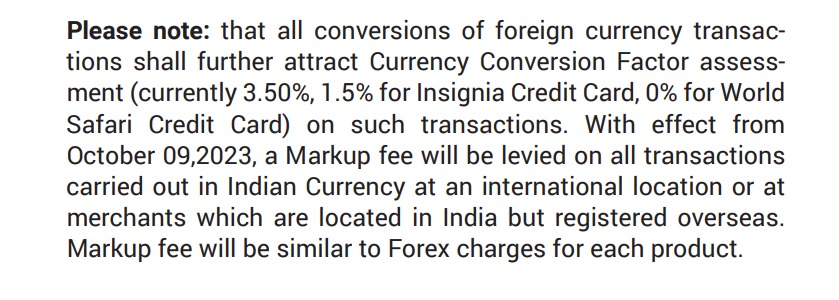 Please note: that all conversions of foreign currency transac-
tions shall further attract Currency Conversion Factor assess-
ment (currently 3.50%, 1.5% for Insignia Credit Card, 0% for World
Safari Credit Card) on such transactions. With effect from
October 09,2023, a Markup fee will be levied on all transactions
carried out in Indian Currency at an international location or at
merchants which are located in India but registered overseas.
Markup fee will be similar to Forex charges for each product.